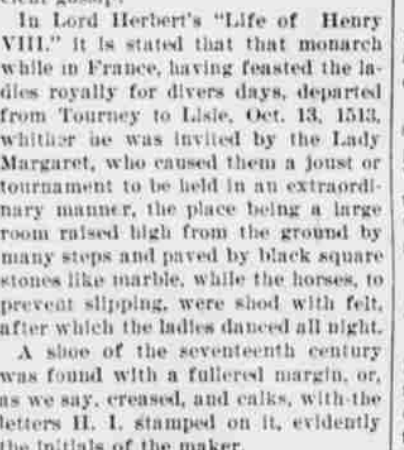 In Lord Herbert's "Life of Henry
VIII." it is stated that that monarch
while in France, having feasted the la-
dies royally for divers days, departed
from Tourney to Lisle, Oct. 13, 1513,
whither he was invited by the Lady
Margaret, who caused them a joust or
tournament to be held in an extraordi-
nary manner, the place being a large
room raised high from the ground by
many steps and paved by black square
stones like marble, while the horses, to
prevent slipping, were shod with felt,
after which the ladies danced all night.
A shoe of the seventeenth century
was found with a fullered margin, or,
as we say, creased, and calks, with the
letters H. I. stamped on it, evidently
the initials of the maker.